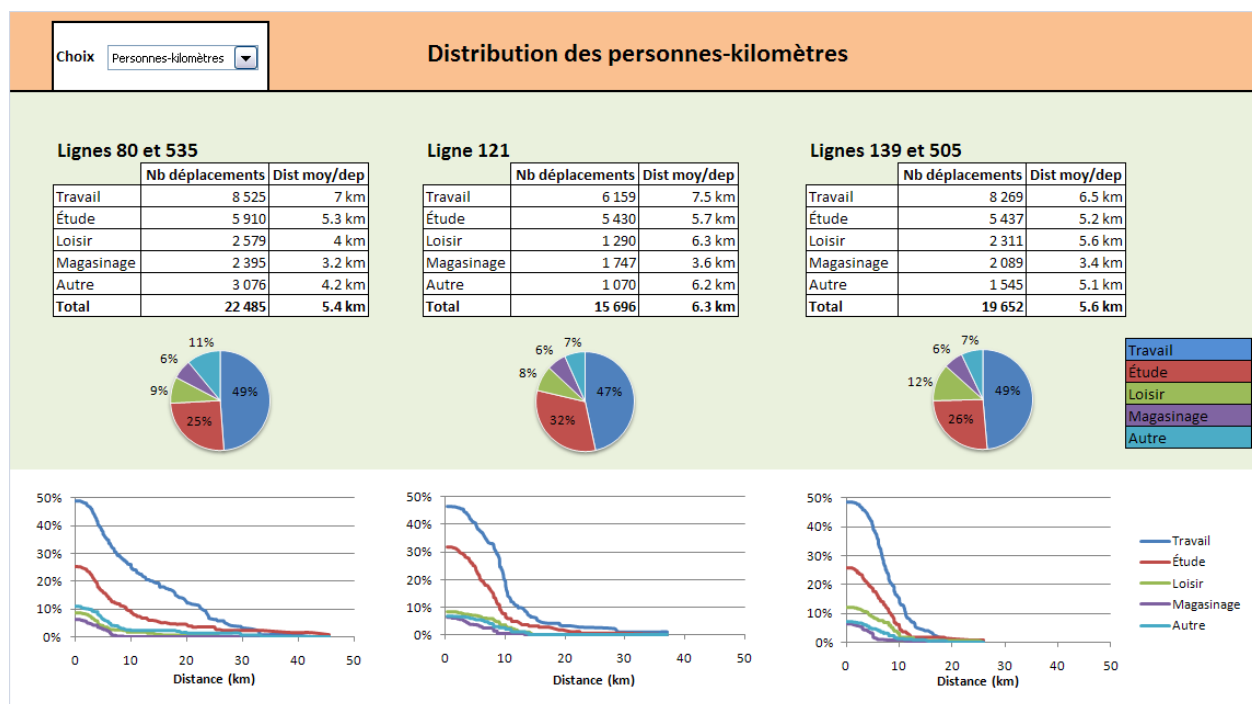 Choix Personnes-kilomètres
Distribution des personnes-kilomètres
Lignes 80 et 535
Nb déplacements Dist moy/dep
Travail 8 525 7 km
Étude 5 910 5.3 km
Loisir 2 579 4 km
Magasinage 2 395 3.2 km
Autre 3 076 4.2 km
Total 22 485 5.4 km
Ligne 121
Nb déplacements Dist moy/dep
Travail 6 159 7.5 km
Étude 5 430 5.7 km
Loisir 1 290 6.3 km
Magasinage 1 747 3.6 km
Autre 1 070 6.2 km
Total 15 696 6.3 km
Lignes 139 et 505
Nb déplacements Dist moy/dep
Travail 8 269 6.5 km
Étude 5 437 5.2 km
Loisir 2 311 5.6 km
Magasinage 2 089 3.4 km
Autre 1 545 5.1 km
Total 19 652 5.6 km
11%
6%
9%
49%
25%
7%
6%
8%
47%
32%
7%
6%
12%
49%
26%
Travail
Étude
Loisir
Magasinage
Autre
50%
40%
30%
20%
10%
0%
0 10 20 30 40 50
Distance (km)
50%
40%
30%
20%
10%
0%
0 10 20 30 40 50
Distance (km)
50%
40%
30%
20%
10%
0%
0 10 20 30 40 50
Distance (km)
Travail
Étude
Loisir
Magasinage
Autre